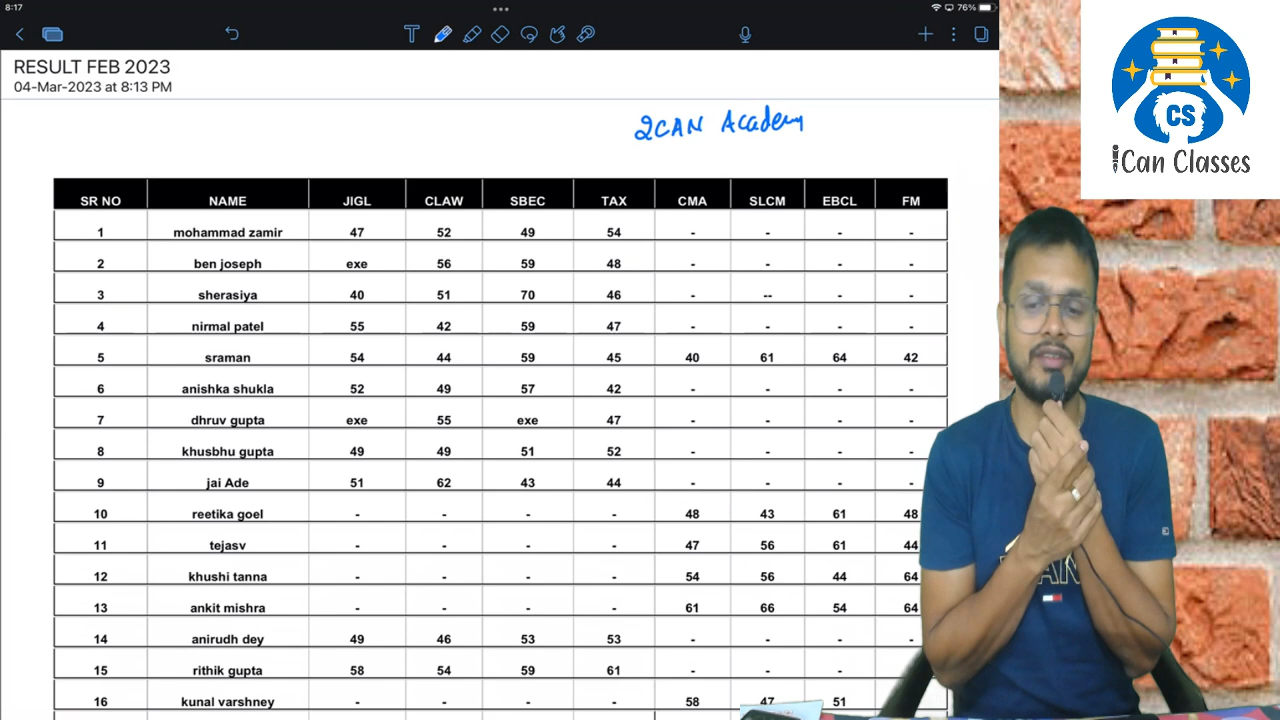 8:17
76%
RESULT FEB 2023
04-Mar-2023 at 8:13 PM
2CAN Academy
CS
iCan Classes
SR NO NAME JIGL CLAW SBEC TAX CMA SLCM EBCL FM
1 mohammad zamir 47 52 49 54 - - - -
2 ben joseph exe 56 59 48 - - - -
3 sherasiya 40 51 70 46 - -- - -
4 nirmal patel 55 42 59 47 - - - -
5 sraman 54 44 59 45 40 61 64 42
6 anishka shukla 52 49 57 42 - - - -
7 dhruv gupta exe 55 exe 47 - - - -
8 khusbhu gupta 49 49 51 52 - - - -
9 jai Ade 51 62 43 44 - - - -
10 reetika goel - - - - 48 43 61 48
11 tejasv - - - - 47 56 61 44
12 khushi tanna - - - - 54 56 44 64
13 ankit mishra - - - - 61 66 54 64
14 anirudh dey 49 46 53 53 - - - -
15 rithik gupta 58 54 59 61 - - -
16 kunal varshney - - - - 58 47 51